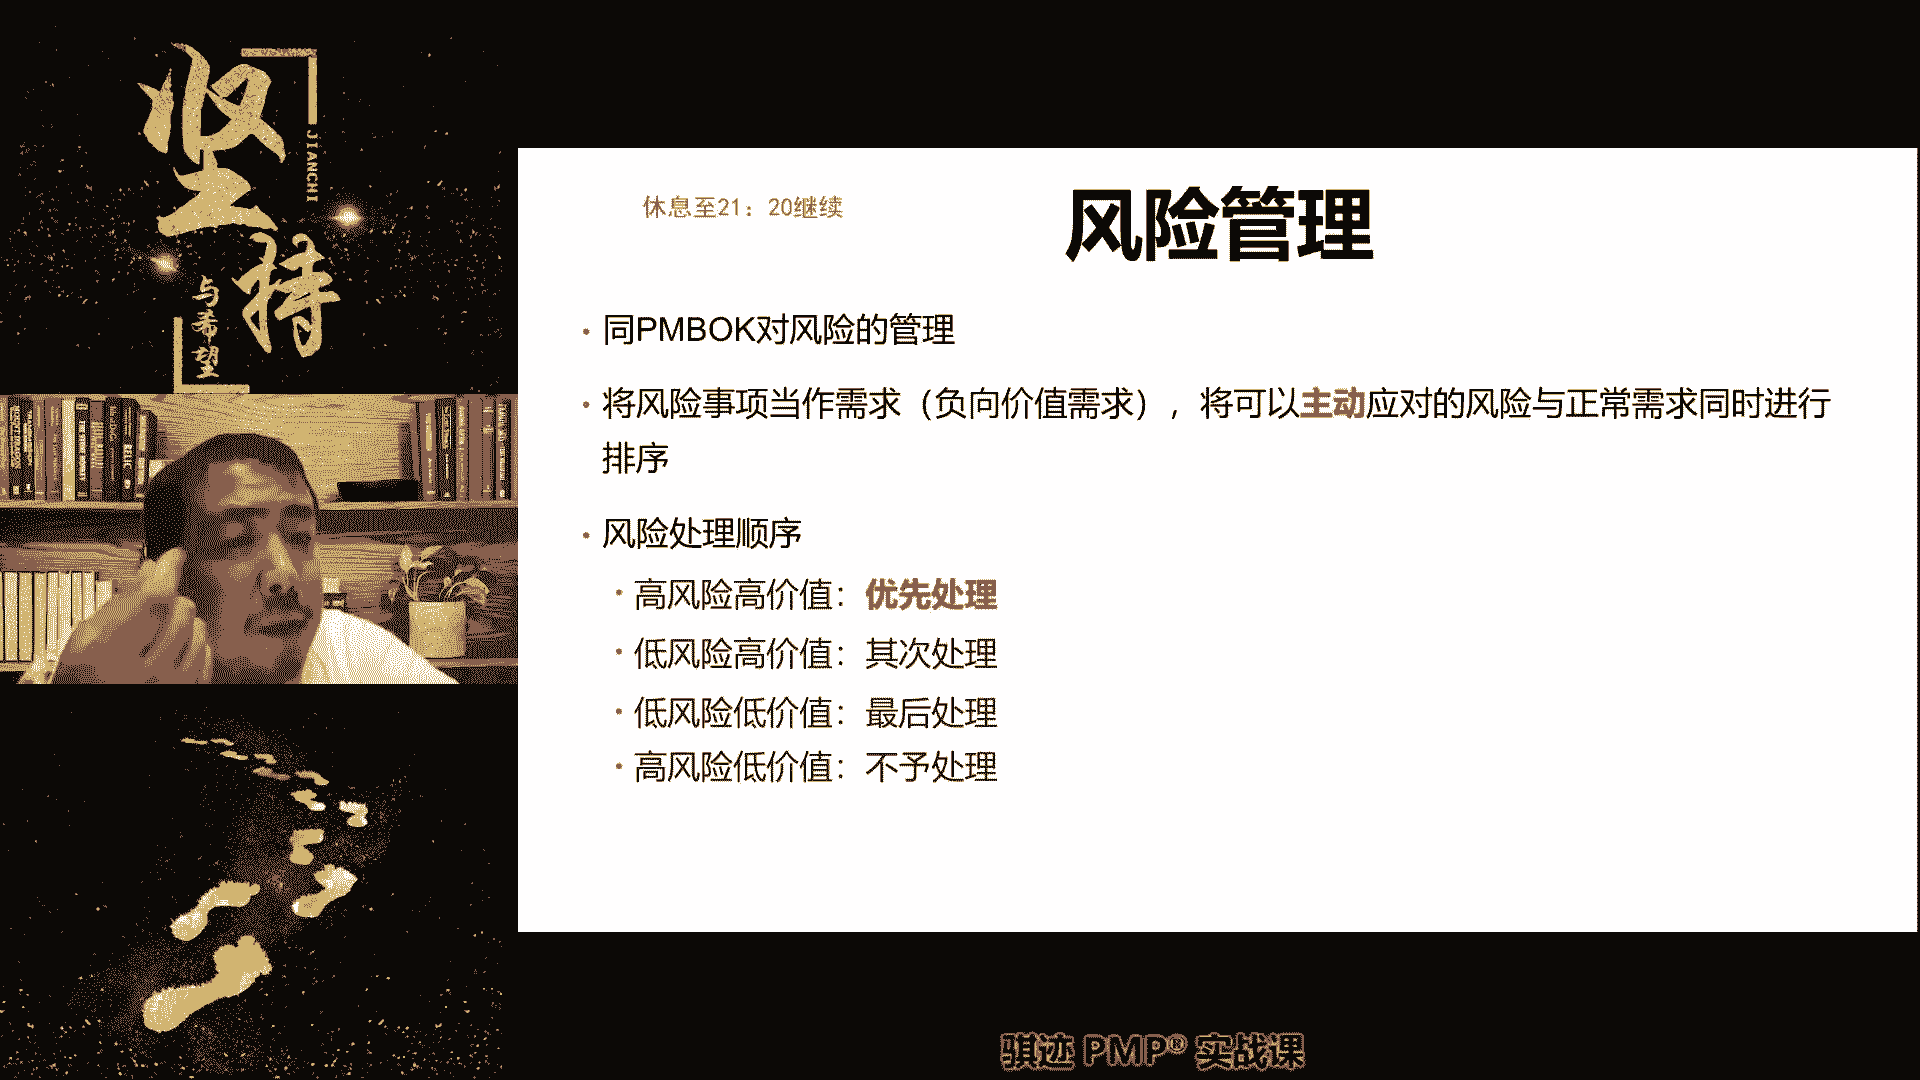 坚持
JIANCHI
与希望
休息至21：20继续
风险管理
• 同PMBOK对风险的管理
• 将风险事项当作需求（负向价值需求），将可以主动应对的风险与正常需求同时进行
排序
• 风险处理顺序
• 高风险高价值：优先处理
• 低风险高价值：其次处理
• 低风险低价值：最后处理
• 高风险低价值：不予处理
骐迹 PMP® 实战课